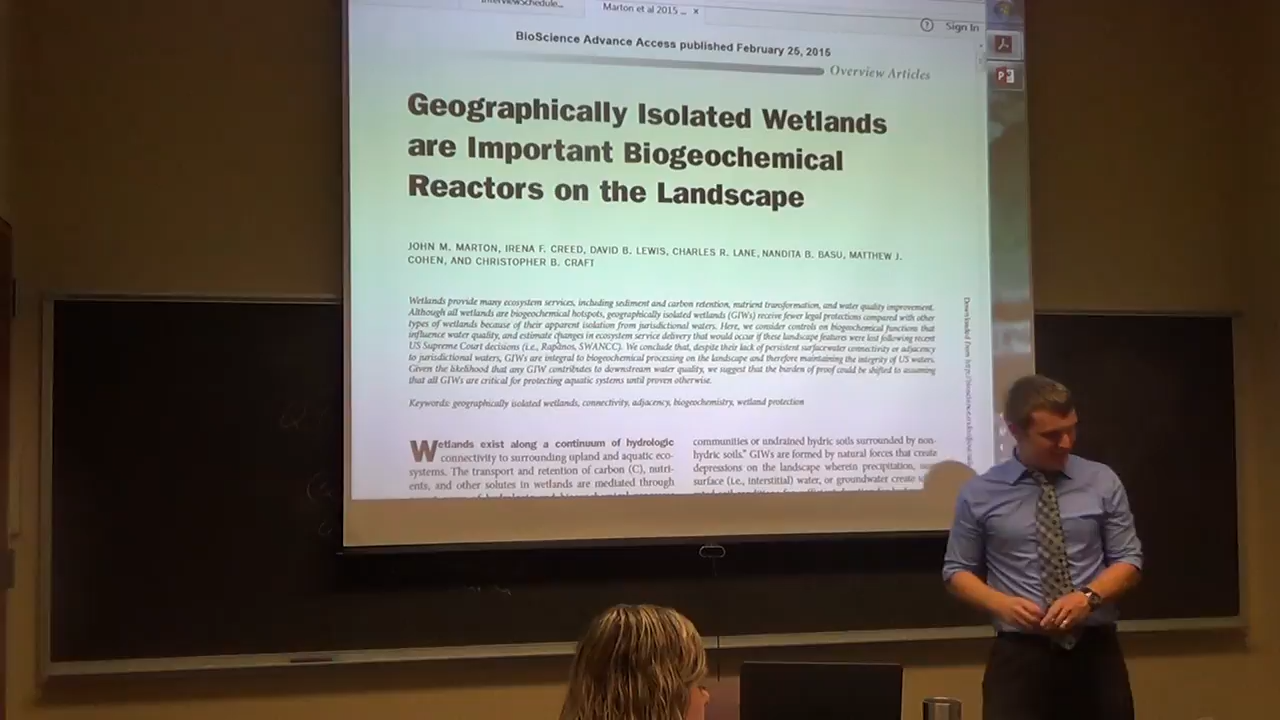 InterviewSchedule...
Marton et al 2015 ... ×
? Sign In
BioScience Advance Access published February 25, 2015
Overview Articles
Geographically Isolated Wetlands
are Important Biogeochemical
Reactors on the Landscape
JOHN M. MARTON, IRENA F. CREED, DAVID B. LEWIS, CHARLES R. LANE, NANDITA B. BASU, MATTHEW J.
COHEN, AND CHRISTOPHER B. CRAFT
Wetlands provide many ecosystem services, including sediment and carbon retention, nutrient transformation, and water quality improvement.
Although all wetlands are biogeochemical hotspots, geographically isolated wetlands (GIWs) receive fewer legal protections compared with other
types of wetlands because of their apparent isolation from jurisdictional waters. Here, we consider controls on biogeochemical functions that
influence water quality, and estimate changes in ecosystem service delivery that would occur if these landscape features were lost following recent
US Supreme Court decisions (i.e., Rapanos, SWANCC). We conclude that, despite their lack of persistent surfacewater connectivity or adjacency
to jurisdictional waters, GIWs are integral to biogeochemical processing on the landscape and therefore maintaining the integrity of US waters.
Given the likelihood that any GIW contributes to downstream water quality, we suggest that the burden of proof could be shifted to assuming
that all GIWs are critical for protecting aquatic systems until proven otherwise.
Keywords: geographically isolated wetlands, connectivity, adjacency, biogeochemistry, wetland protection
Wetlands exist along a continuum of hydrologic
connectivity to surrounding upland and aquatic eco-
systems. The transport and retention of carbon (C), nutri-
ents, and other solutes in wetlands are mediated through
communities or undrained hydric soils surrounded by non-
hydric soils." GIWs are formed by natural forces that create
depressions on the landscape wherein precipitation,
surface (i.e., interstitial) water, or groundwater create
Downloaded from